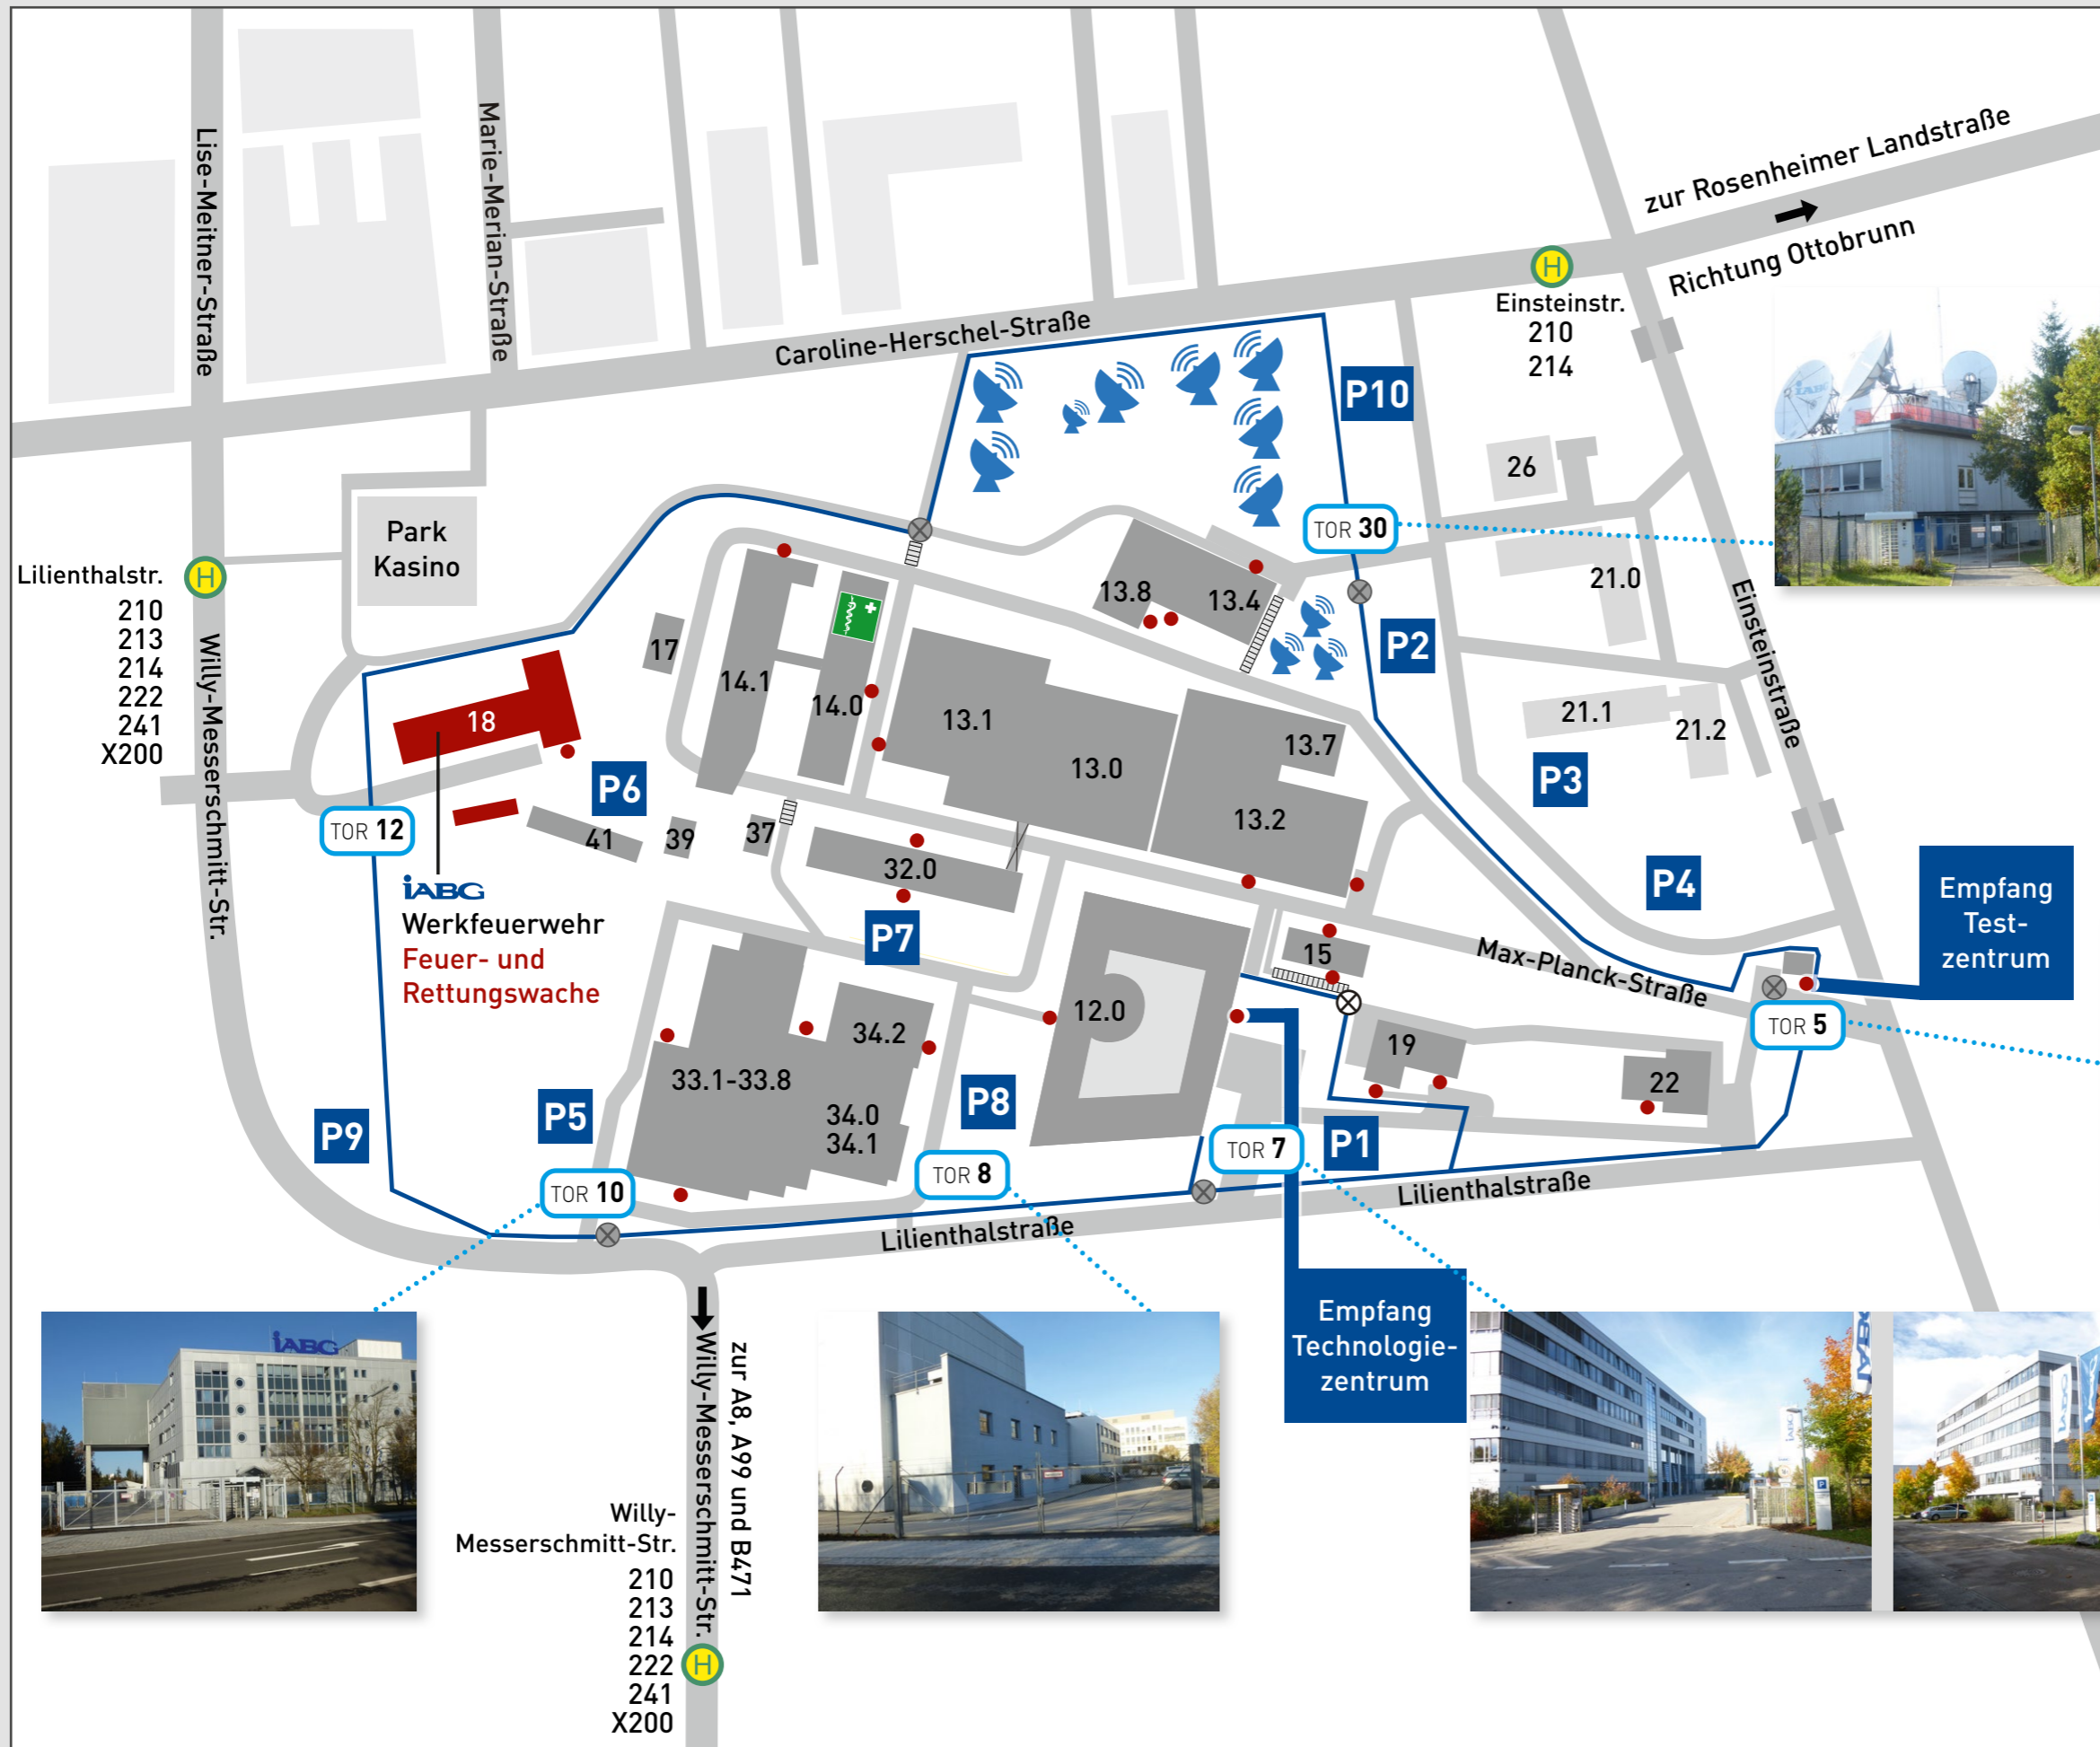 Lise-Meitner-Straße
Marie-Merian-Straße
Caroline-Herschel-Straße
zur Rosenheimer Landstraße
Richtung Ottobrunn
H
Einsteinstr.
210
214
IABG
P10
26
TOR 30
21.0
Einsteinstraße
Park
Kasino
Lilienthalstr.
H
210
213
214
222
241
X200
Willy-Messerschmitt-Str.
17
14.1
14.0
13.8
13.4
P2
18
13.1
13.0
13.7
13.2
21.1
21.2
P3
P6
TOR 12
41
39
37
32.0
P7
P4
Empfang
Test-
zentrum
IABG
Werkfeuerwehr
Feuer- und
Rettungswache
15
Max-Planck-Straße
12.0
34.2
33.1-33.8
34.0
34.1
19
22
TOR 5
P9
P5
P8
TOR 7
P1
TOR 10
TOR 8
Lilienthalstraße
Lilienthalstraße
Empfang
Technologie-
zentrum
IABG
Willy-Messerschmitt-Str.
zur A8, A99 und B471
Willy-
Messerschmitt-Str.
210
213
214
222
241
X200
H